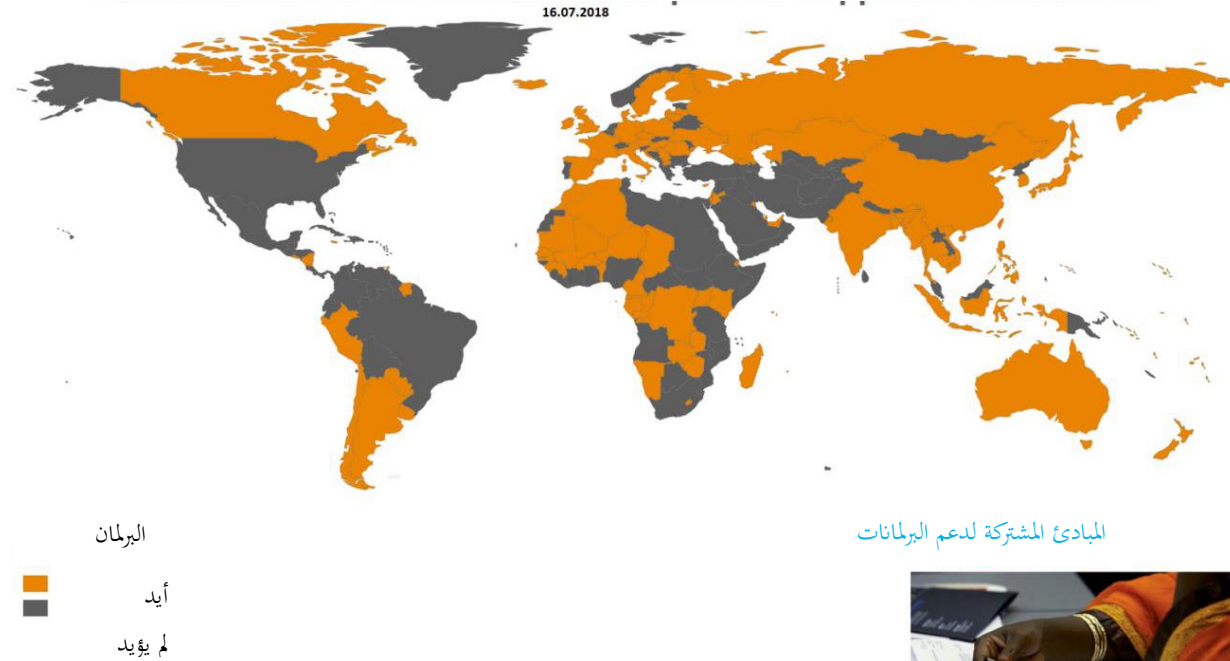 16.07.2018
المبادئ المشتركة لدعم البرلمانات
البرلمان
أيد
لم يؤيد